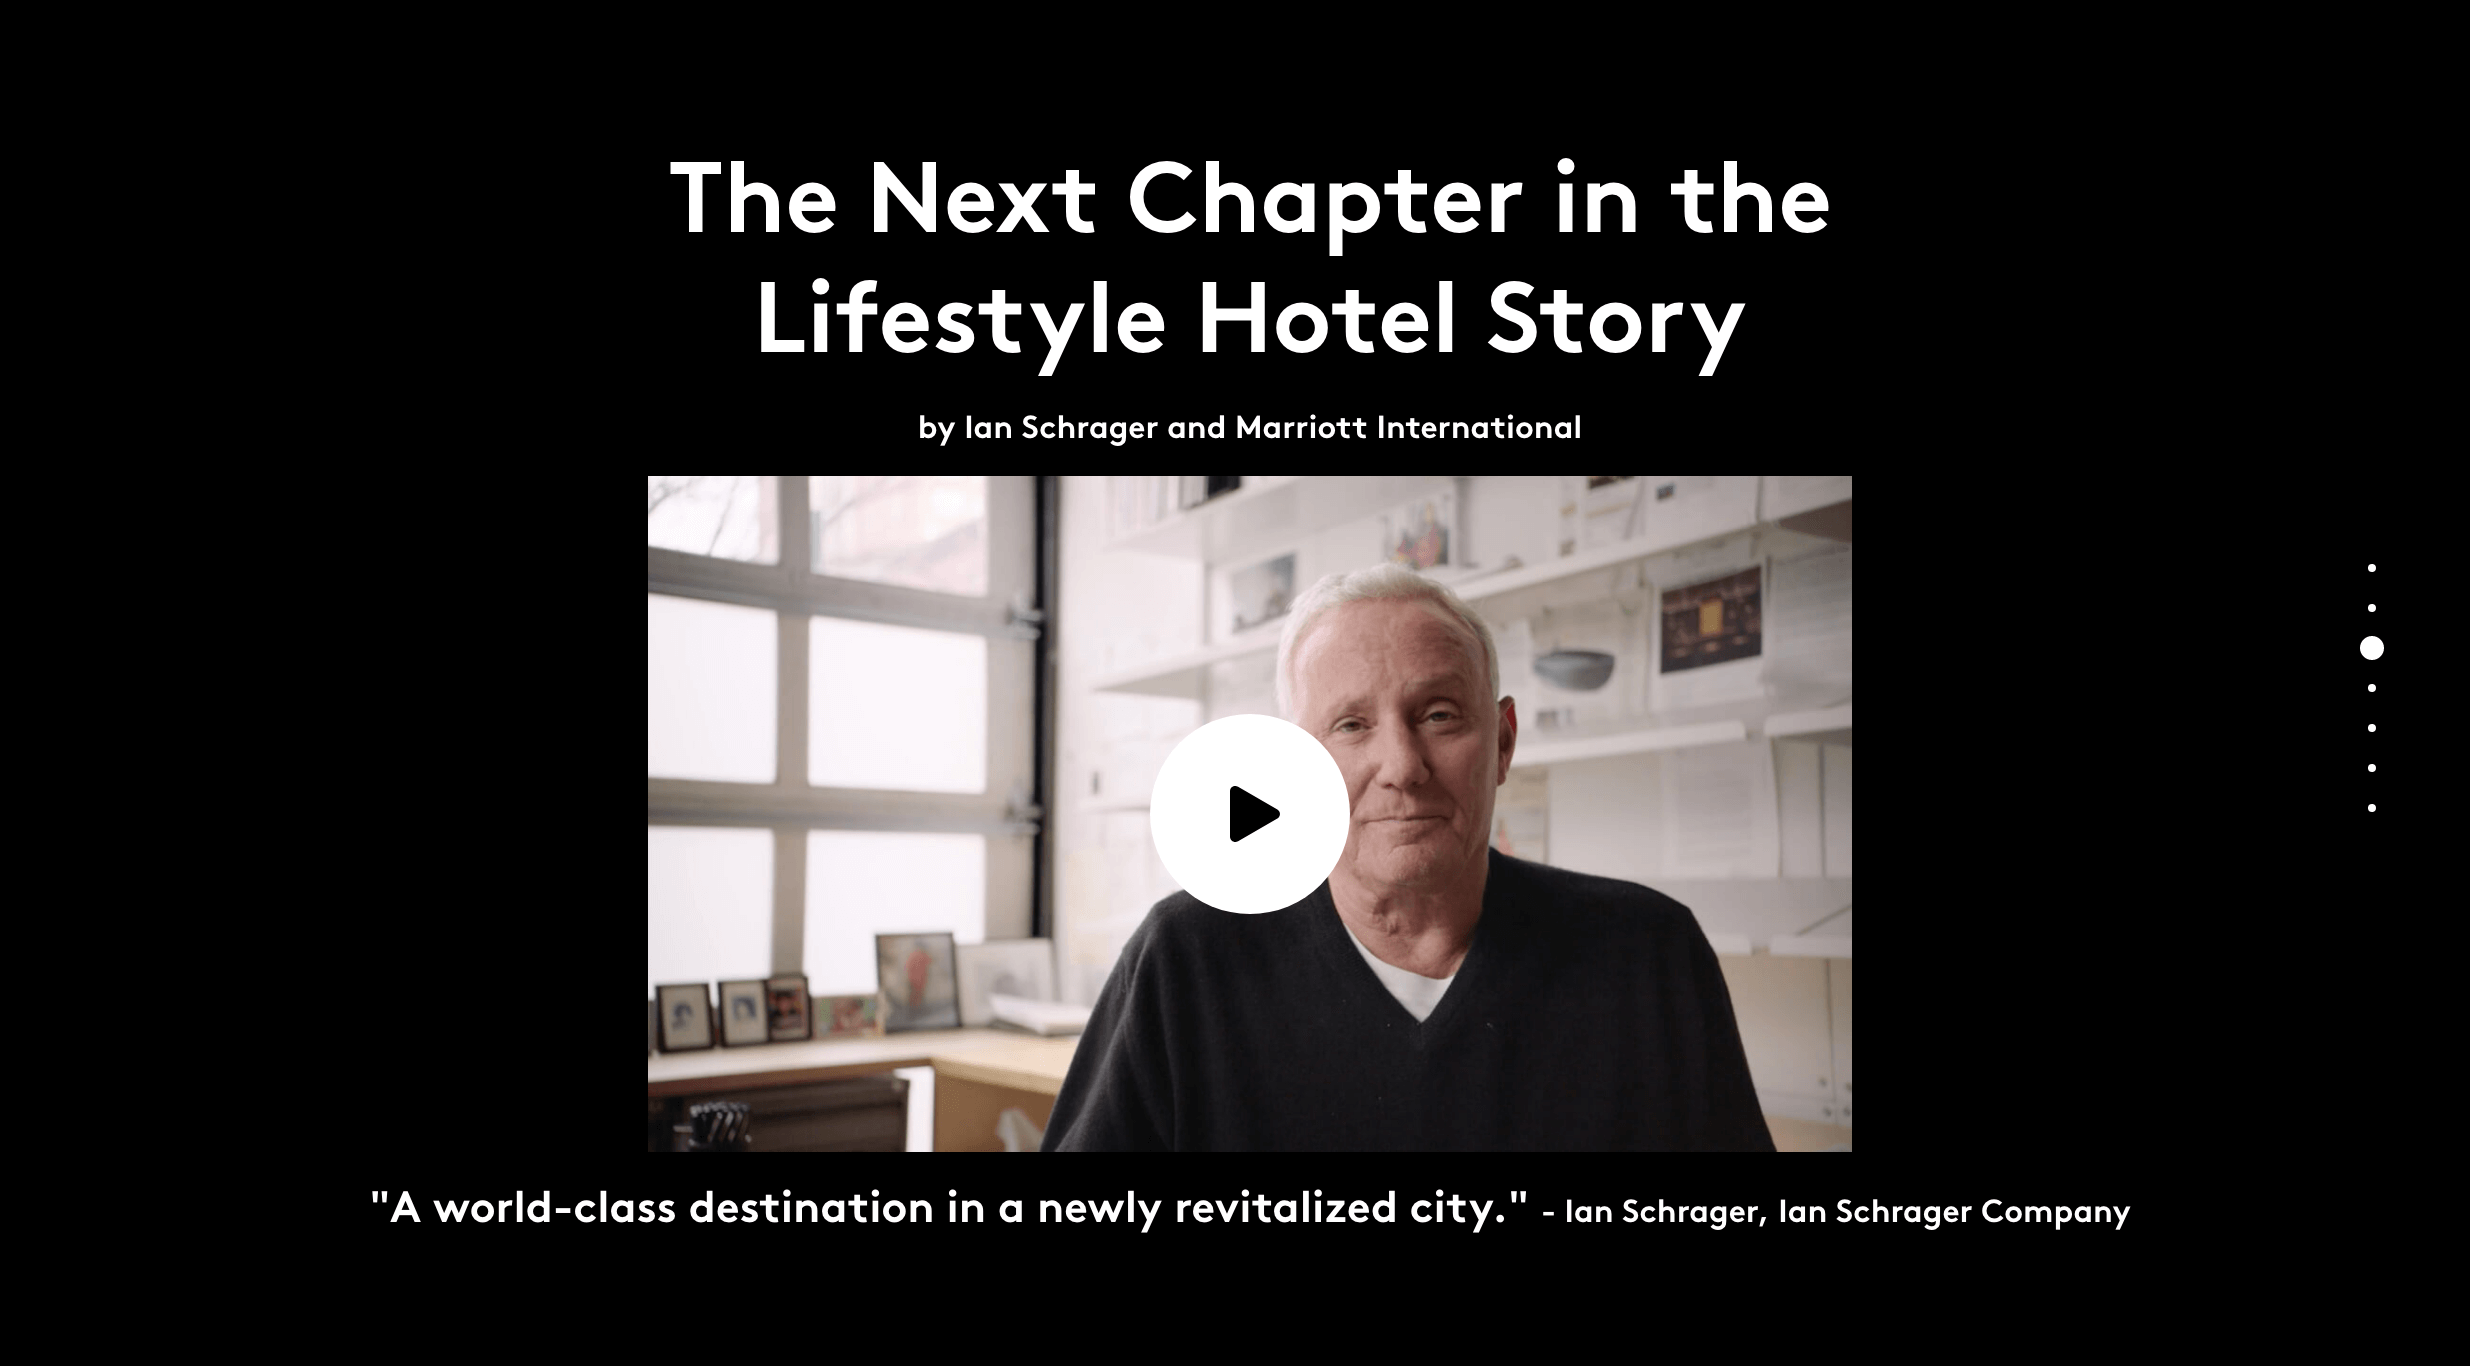 The Next Chapter in the
Lifestyle Hotel Story
by Ian Schrager and Marriott International
"A world-class destination in a newly revitalized city." - Ian Schrager, Ian Schrager Company